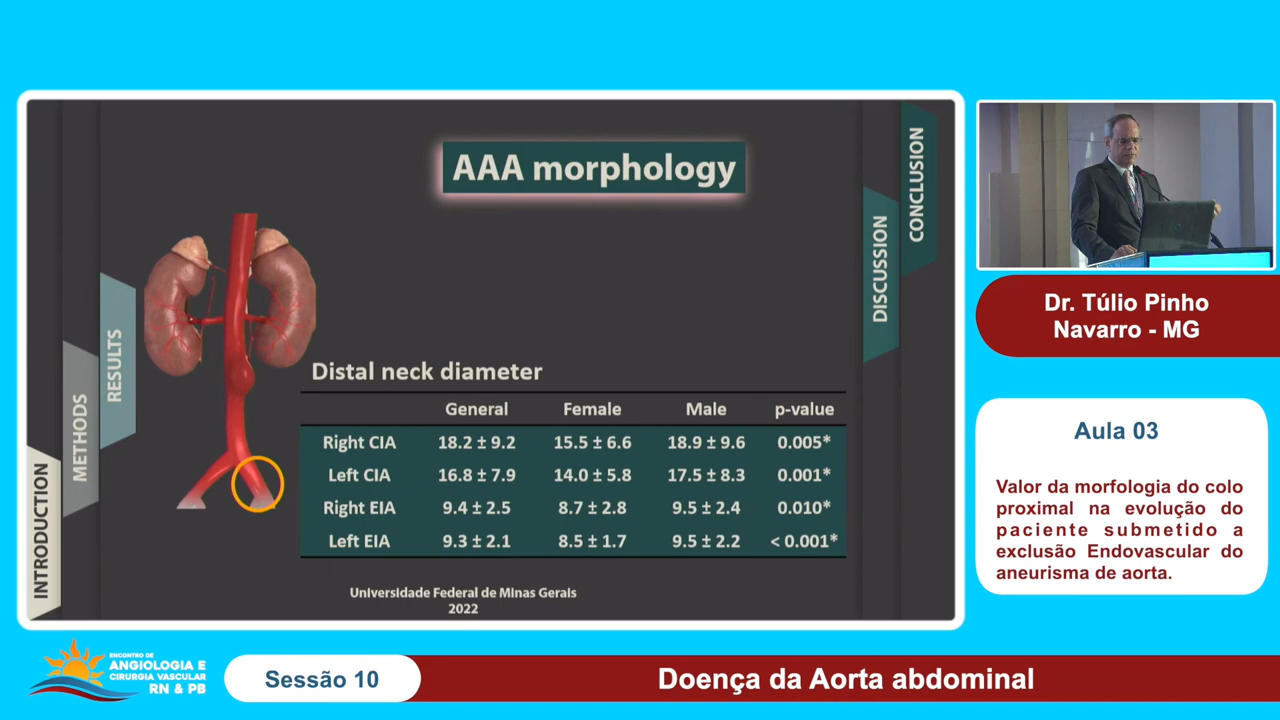 AAA morphology
INTRODUCTION
METHODS
RESULTS
DISCUSSION
CONCLUSION
Distal neck diameter
General Female Male p-value
Right CIA 18.2 ± 9.2 15.5 ± 6.6 18.9 ± 9.6 0.005*
Left CIA 16.8 ± 7.9 14.0 ± 5.8 17.5 ± 8.3 0.001*
Right EIA 9.4 ± 2.5 8.7 ± 2.8 9.5 ± 2.4 0.010*
Left EIA 9.3 ± 2.1 8.5 ± 1.7 9.5 ± 2.2 < 0.001*
Universidade Federal de Minas Gerais
2022
Dr. Túlio Pinho
Navarro - MG
Aula 03
Valor da morfologia do colo
proximal na evolução do
paciente submetido a
exclusão Endovascular do
aneurisma de aorta.
ENCONTRO DE
ANGIOLOGIA E
CIRURGIA VASCULAR
RN & PB
Sessão 10
Doença da Aorta abdominal